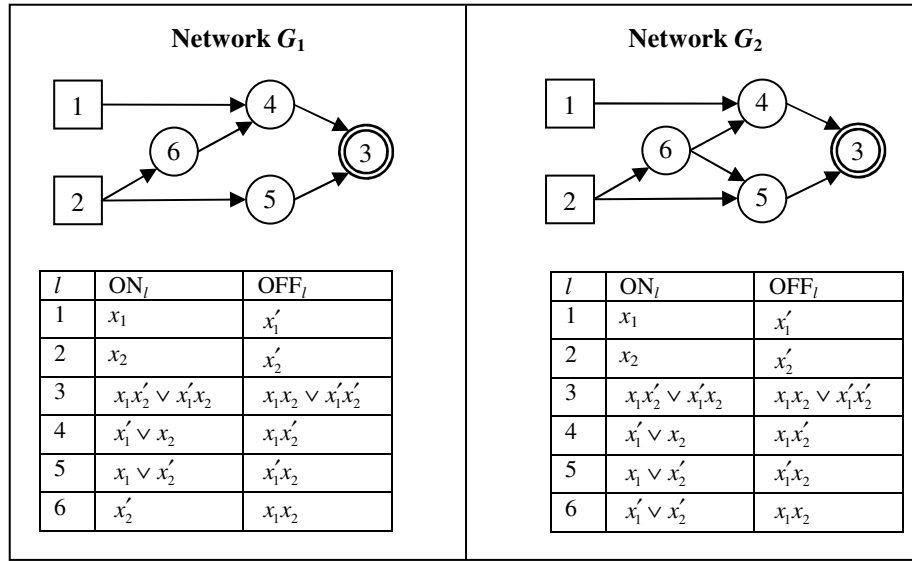 Network G₁
1
4
6
3
2
5
l ONₗ OFFₗ
1 x₁ x₁′
2 x₂ x₂′
3 x₁x₂′ ∨ x₁′x₂ x₁x₂ ∨ x₁′x₂′
4 x₁′ ∨ x₂ x₁x₂′
5 x₁ ∨ x₂′ x₁′x₂
6 x₂′ x₁x₂
Network G₂
1
4
6
3
2
5
l ONₗ OFFₗ
1 x₁ x₁′
2 x₂ x₂′
3 x₁x₂′ ∨ x₁′x₂ x₁x₂ ∨ x₁′x₂′
4 x₁′ ∨ x₂ x₁x₂′
5 x₁ ∨ x₂′ x₁′x₂
6 x₁′ ∨ x₂′ x₁x₂